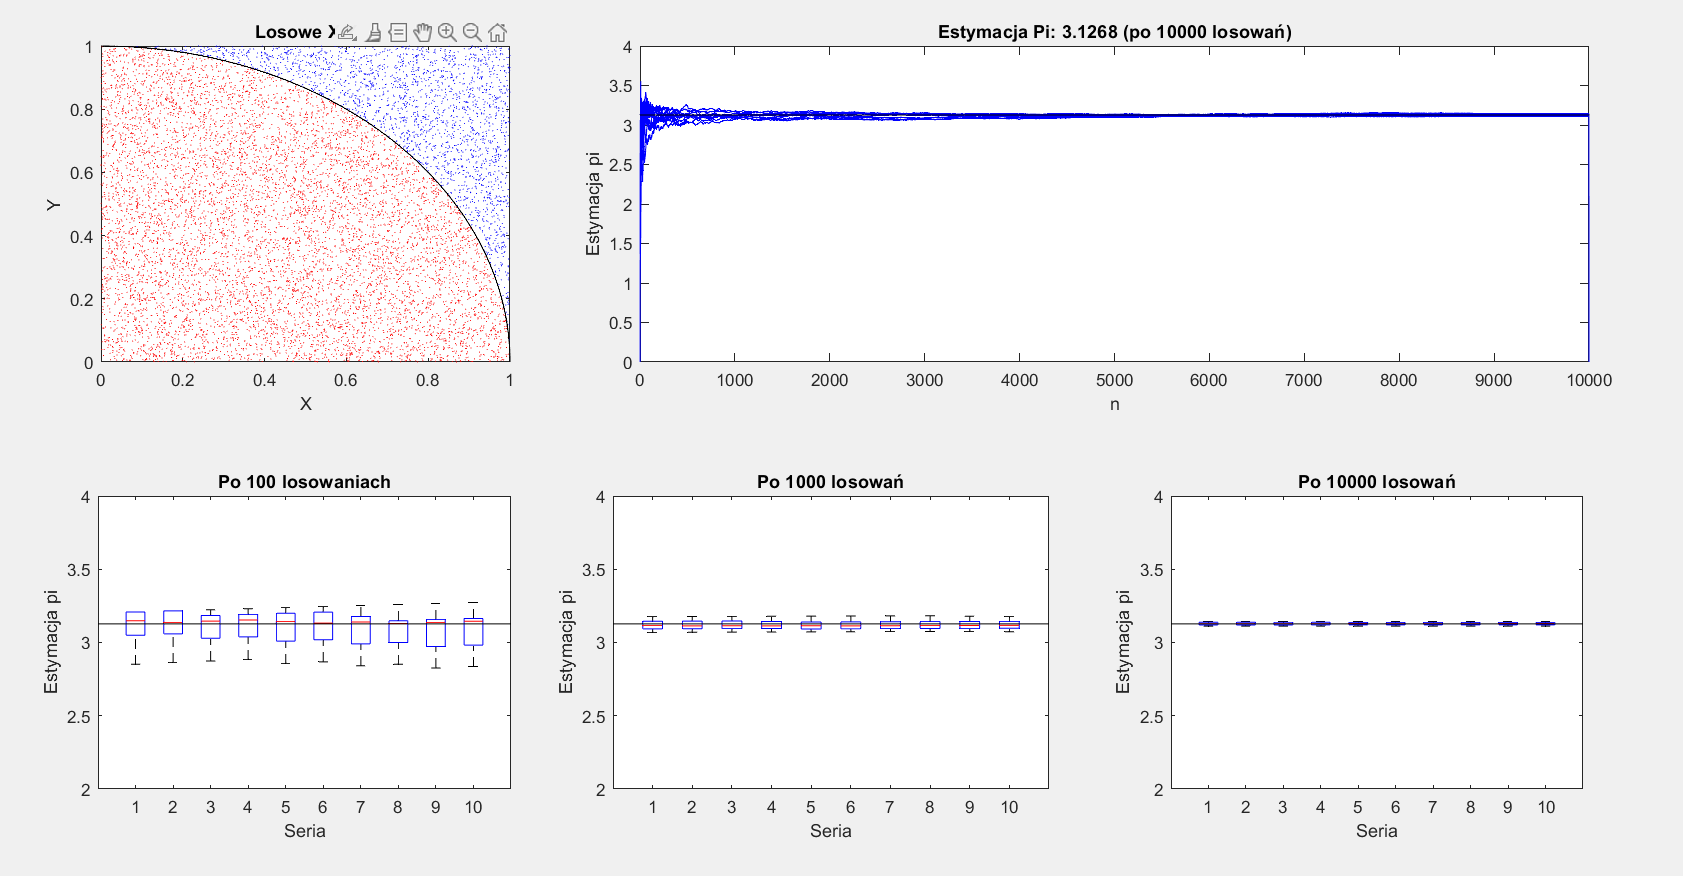 Losowe X
1
0.8
0.6
0.4
0.2
0
Y
0 0.2 0.4 0.6 0.8 1
X
Estymacja Pi: 3.1268 (po 10000 losowań)
4
3.5
3
2.5
2
1.5
1
0.5
0
Estymacja pi
0 1000 2000 3000 4000 5000 6000 7000 8000 9000 10000
n
Po 100 losowaniach
4
3.5
3
2.5
2
Estymacja pi
1 2 3 4 5 6 7 8 9 10
Seria
Po 1000 losowań
4
3.5
3
2.5
2
Estymacja pi
1 2 3 4 5 6 7 8 9 10
Seria
Po 10000 losowań
4
3.5
3
2.5
2
Estymacja pi
1 2 3 4 5 6 7 8 9 10
Seria